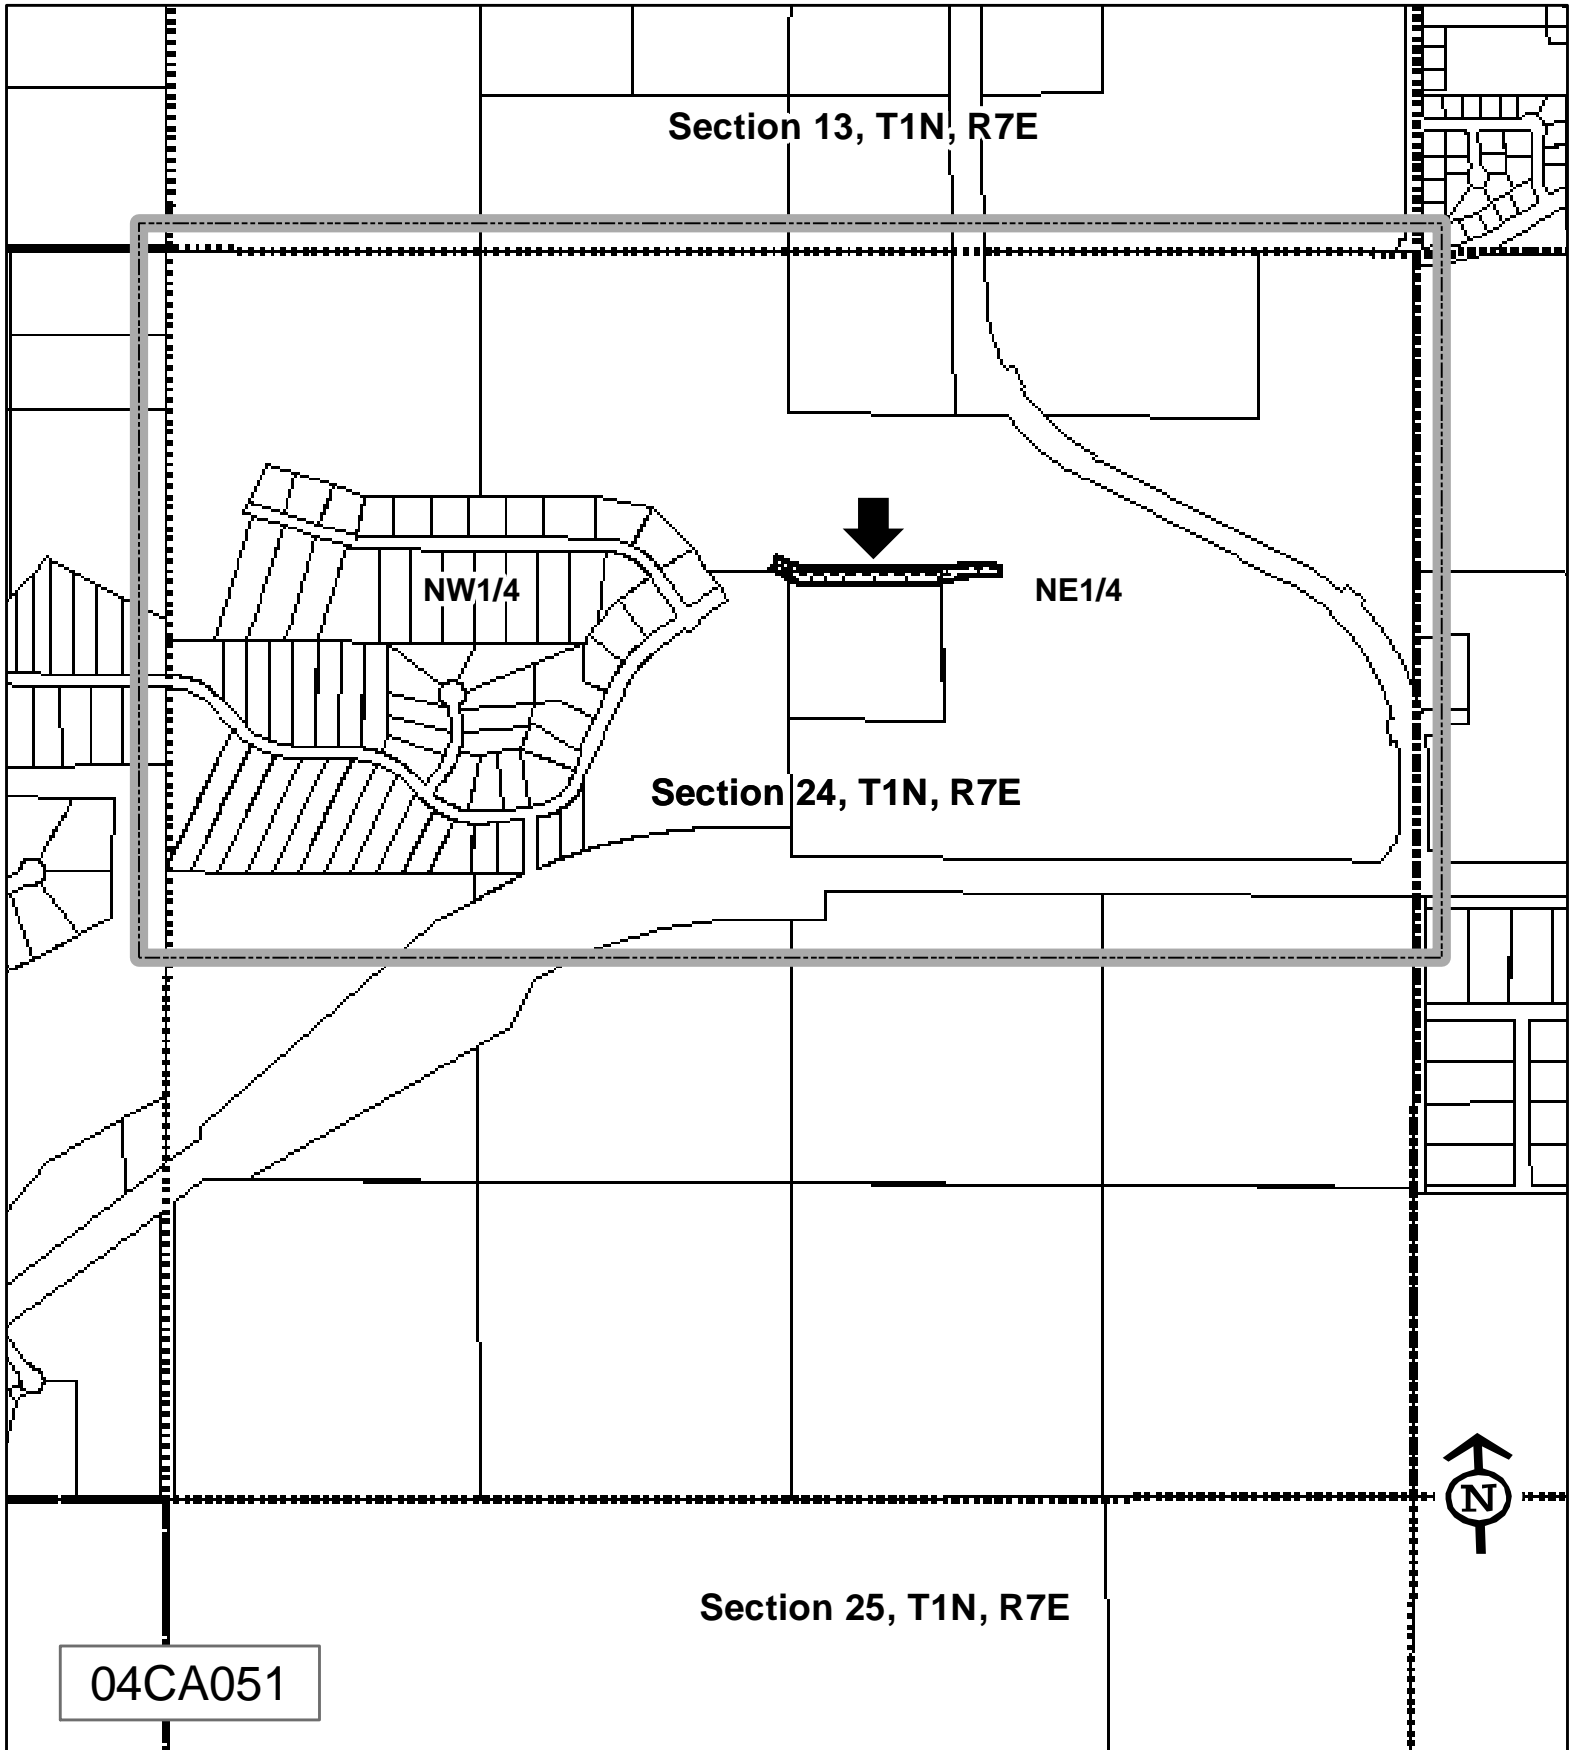 Section 13, T1N, R7E
NW1/4
NE1/4
Section 24, T1N, R7E
N
Section 25, T1N, R7E
04CA051